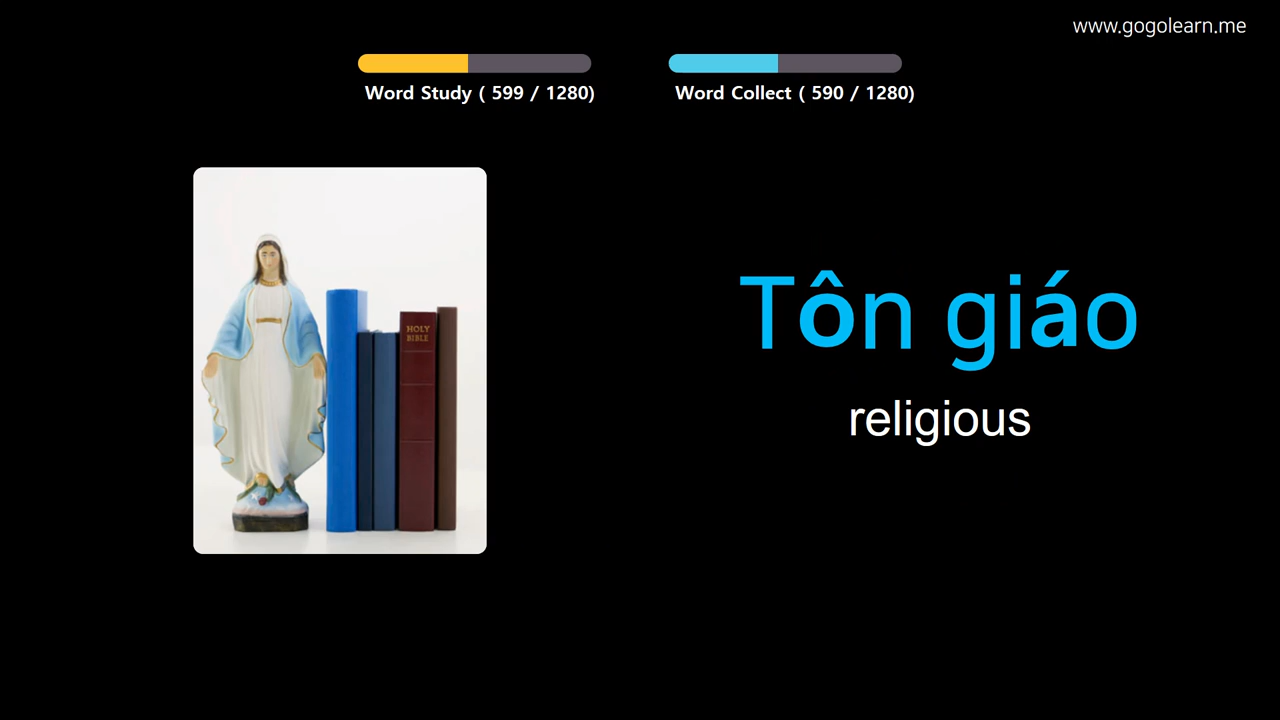 www.gogolearn.me
Word Study ( 599 / 1280)
Word Collect ( 590 / 1280)
HOLY
BIBLE
Tôn giáo
religious